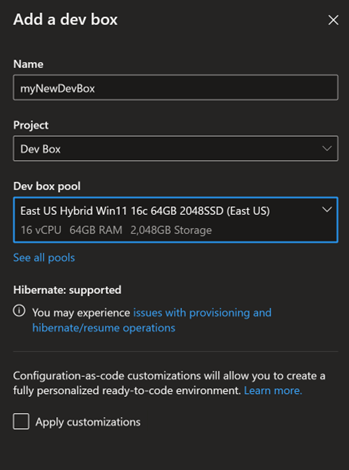 Add a dev box
Name
myNewDevBox
Project
Dev Box
Dev box pool
East US Hybrid Win11 16c 64GB 2048SSD (East US)
16 vCPU 64GB RAM 2,048GB Storage
See all pools
Hibernate: supported
You may experience issues with provisioning and
hibernate/resume operations
Configuration-as-code customizations will allow you to create a
fully personalized ready-to-code environment. Learn more.
Apply customizations